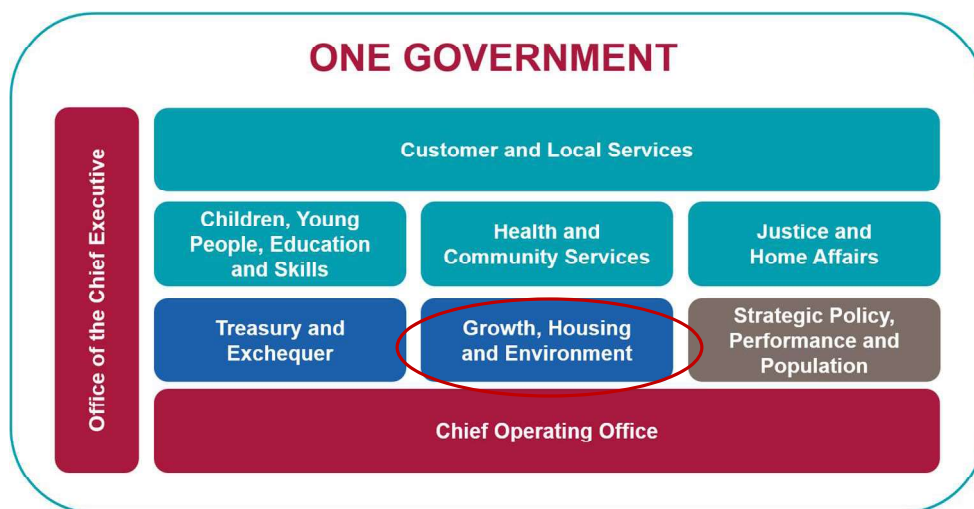 ONE GOVERNMENT
Office of the Chief Executive
Customer and Local Services
Children, Young
People, Education
and Skills
Health and
Community Services
Justice and
Home Affairs
Treasury and
Exchequer
Growth, Housing
and Environment
Strategic Policy,
Performance and
Population
Chief Operating Office